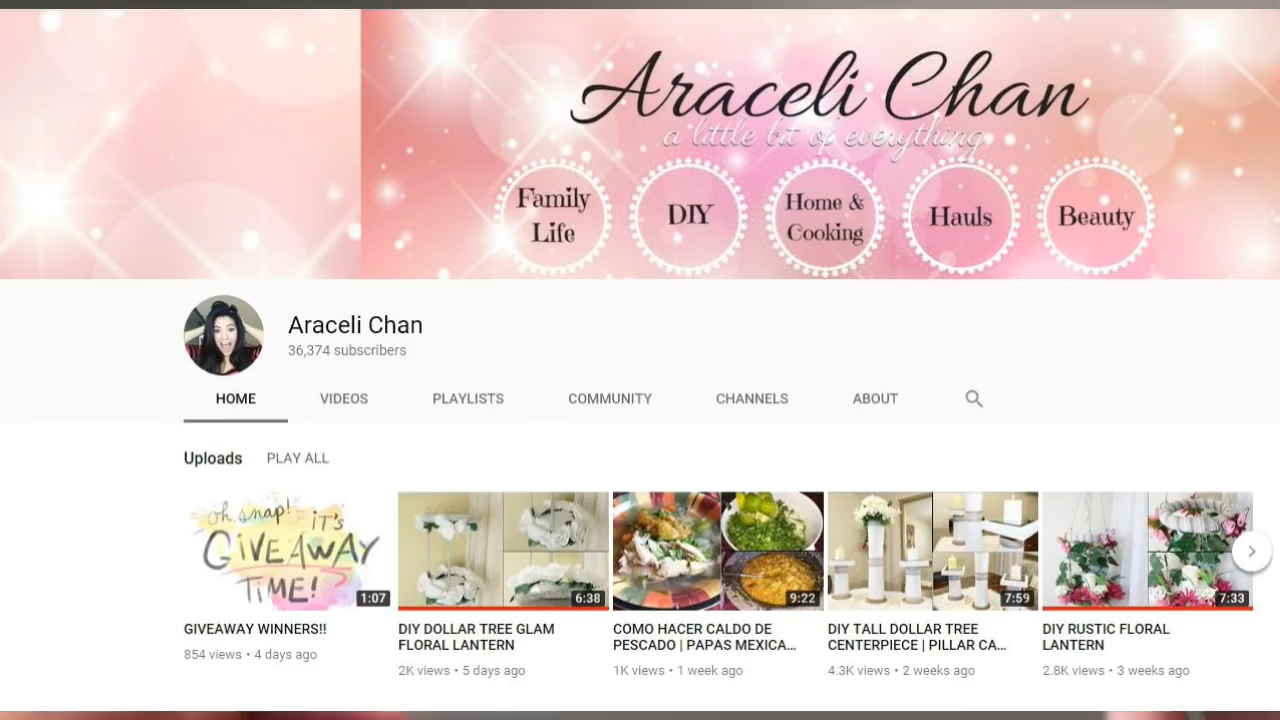 Araceli Chan
a little bit of everything
Family
Life
DIY
Home &
Cooking
Hauls
Beauty
Araceli Chan
36,374 subscribers
HOME VIDEOS PLAYLISTS COMMUNITY CHANNELS ABOUT
Uploads PLAY ALL
oh snap! it's
GIVEAWAY
TIME!
1:07
6:38
9:22
7:59
7:33
GIVEAWAY WINNERS!!
854 views • 4 days ago
DIY DOLLAR TREE GLAM
FLORAL LANTERN
2K views • 5 days ago
COMO HACER CALDO DE
PESCADO | PAPAS MEXICA...
1K views • 1 week ago
DIY TALL DOLLAR TREE
CENTERPIECE | PILLAR CA...
4.3K views • 2 weeks ago
DIY RUSTIC FLORAL
LANTERN
2.8K views • 3 weeks ago